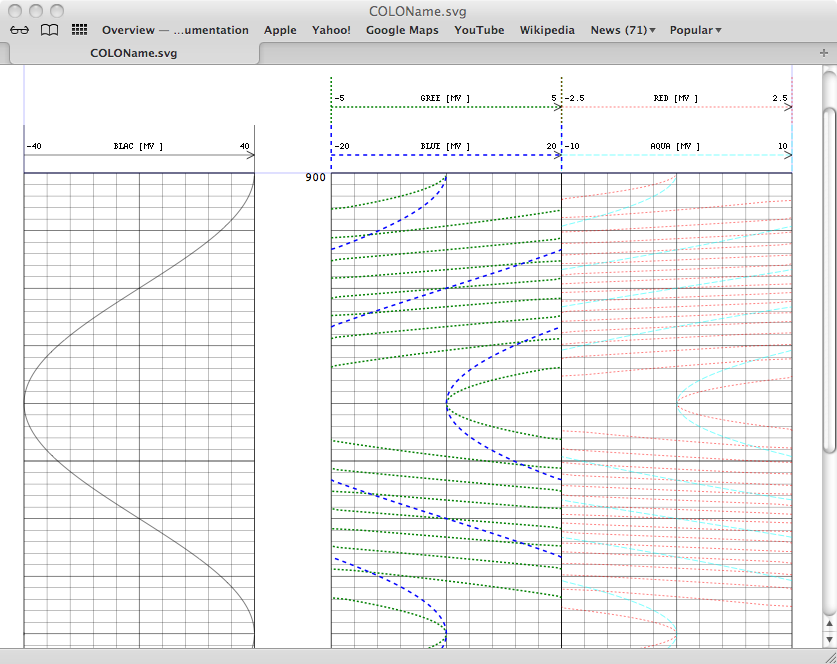 COLOName.svg
Overview — ...umentation Apple Yahoo! Google Maps YouTube Wikipedia News (71)▾ Popular▾
COLOName.svg
-5 GREE [MV ] 5 -2.5 RED [MV ] 2.5
-40 BLAC [MV ] 40 -20 BLUE [MV ] 20 -10 AQUA [MV ] 10
900